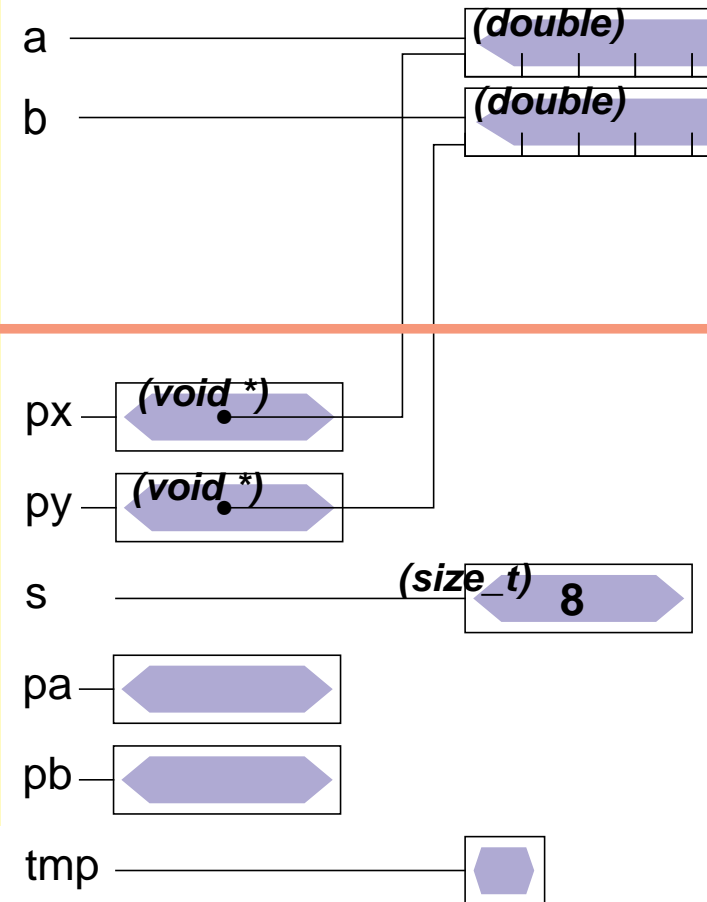 a (double)
b (double)
px (void *)
py (void *)
s (size_t) 8
pa
pb
tmp